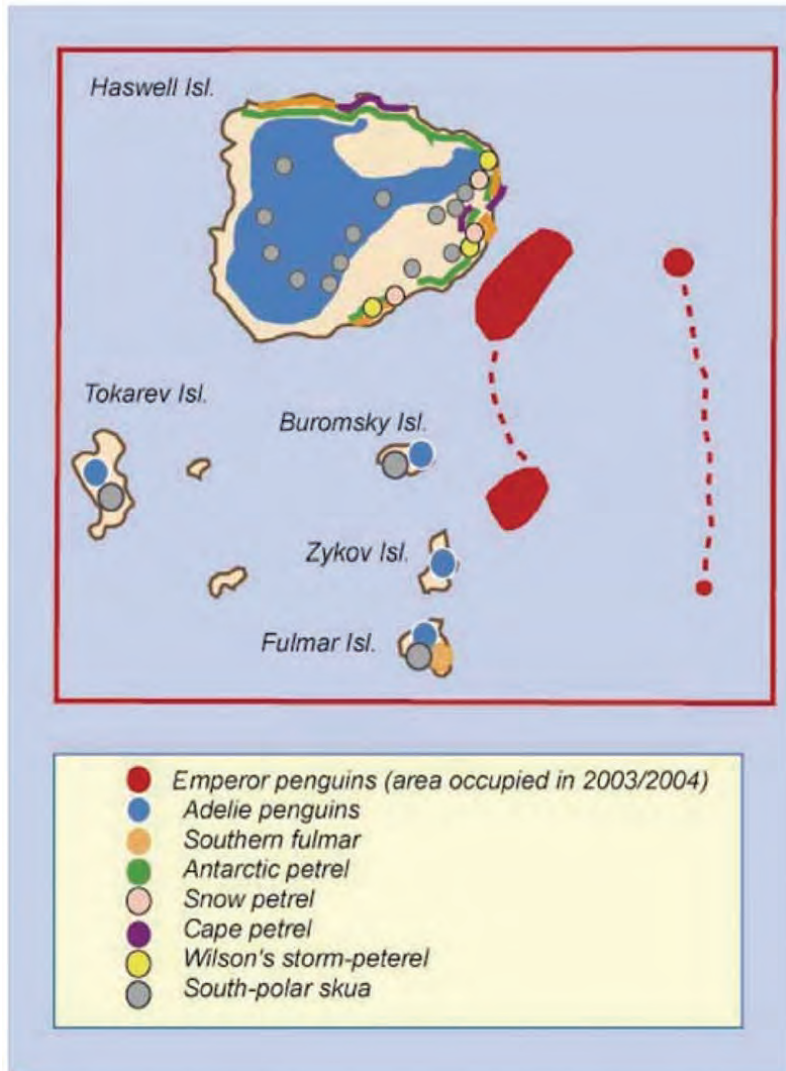 Haswell Isl.
Tokarev Isl.
Buromsky Isl.
Zykov Isl.
Fulmar Isl.
Emperor penguins (area occupied in 2003/2004)
Adelie penguins
Southern fulmar
Antarctic petrel
Snow petrel
Cape petrel
Wilson's storm-peterel
South-polar skua